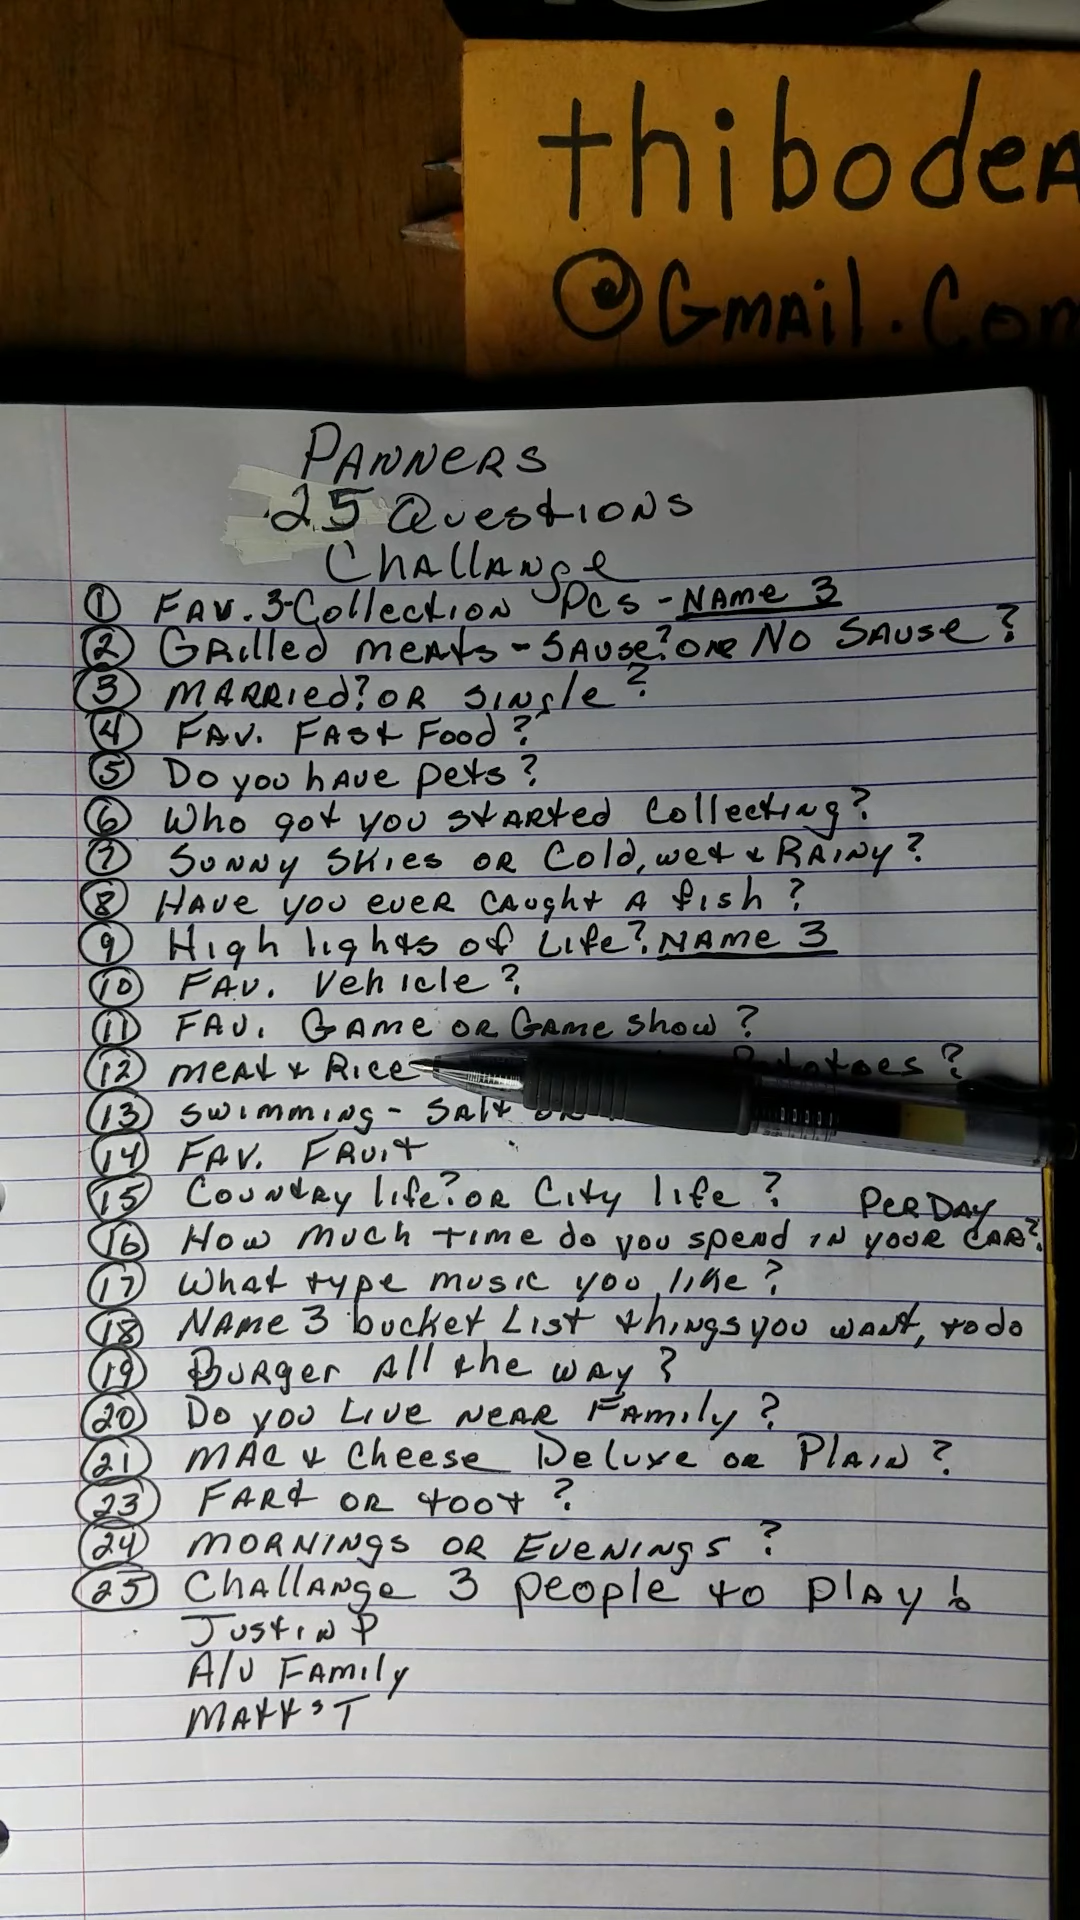 thibodeA
@Gmail.Com
PANNERS
25 Questions
Challange
1 FAV. 3-Collection Pcs - NAME 3
2 GRilled meats - SAUSE? ORE NO SAUSE?
3 MARRied? OR single?
4 FAV. FAST Food?
5 Do you hAve pets?
6 Who got you stARted Collecting?
7 SUNNY SKies OR Cold, wet & RAINY?
8 HAVE you ever CAught A fish?
9 High lights of Life? NAME 3
10 FAV. Vehicle?
11 FAV. GAME OR GAME show?
12 meAt & Rice Potatoes?
13 swimming - SAlt OR
14 FAV. FRuit
15 COUNTRY life? OR City life?
PER DAY
16 How much time do you spend in your CAR?
17 WhAt type music you like?
18 NAME 3 bucket List things you WANT, to do
19 BURger All the WAY?
20 Do you Live NEAR FAmily?
21 MAC & Cheese Deluxe OR PLAIN?
23 FARt OR toot?
24 MORNINGS OR EVENINGS?
25 ChAllANge 3 people to plAy!
JUSTIN P
A/U FAmily
MAtt's T